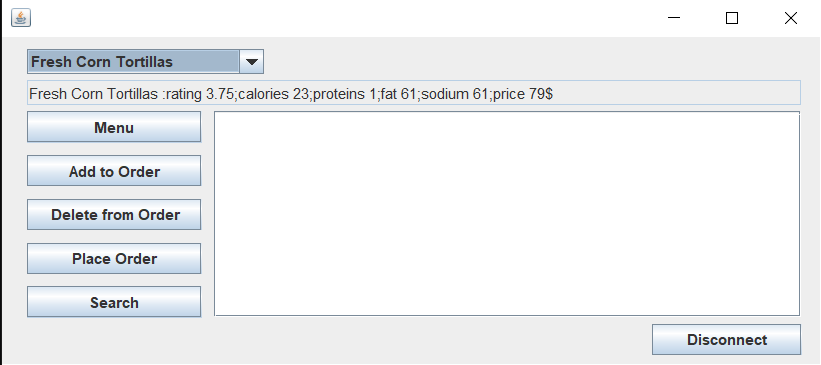 Fresh Corn Tortillas
Fresh Corn Tortillas :rating 3.75;calories 23;proteins 1;fat 61;sodium 61;price 79$
Menu
Add to Order
Delete from Order
Place Order
Search
Disconnect